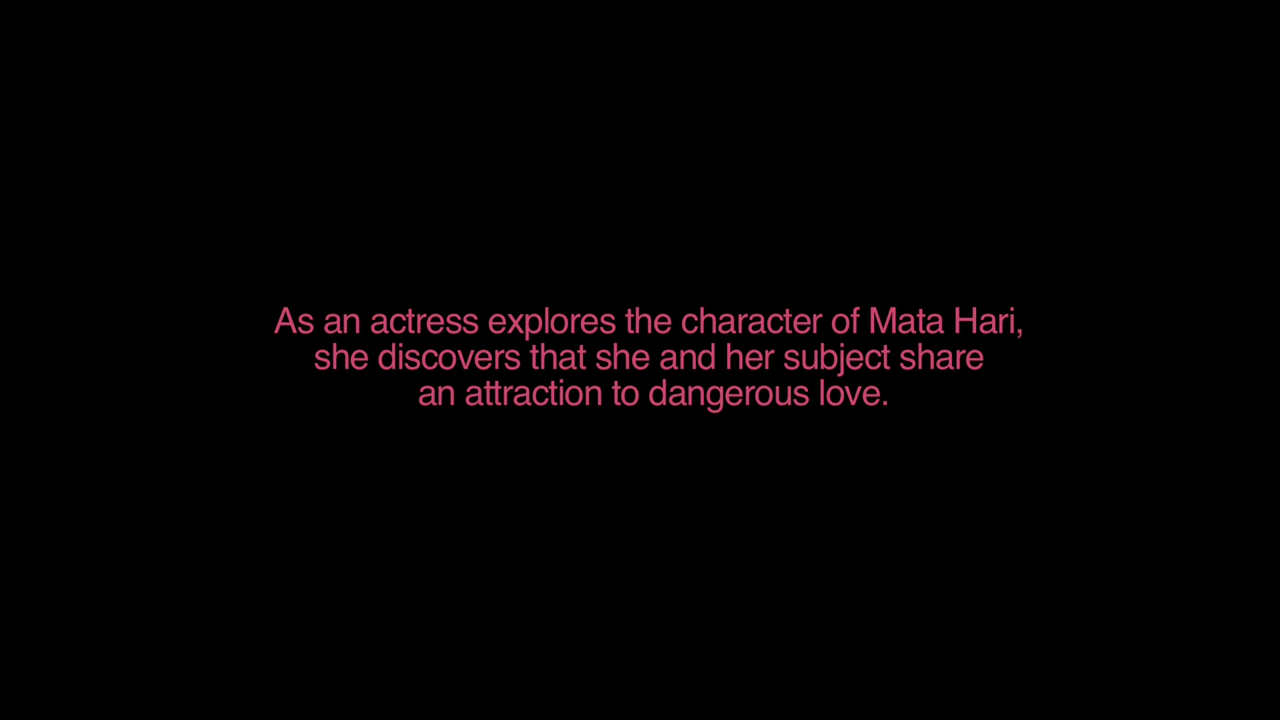 As an actress explores the character of Mata Hari,
she discovers that she and her subject share
an attraction to dangerous love.